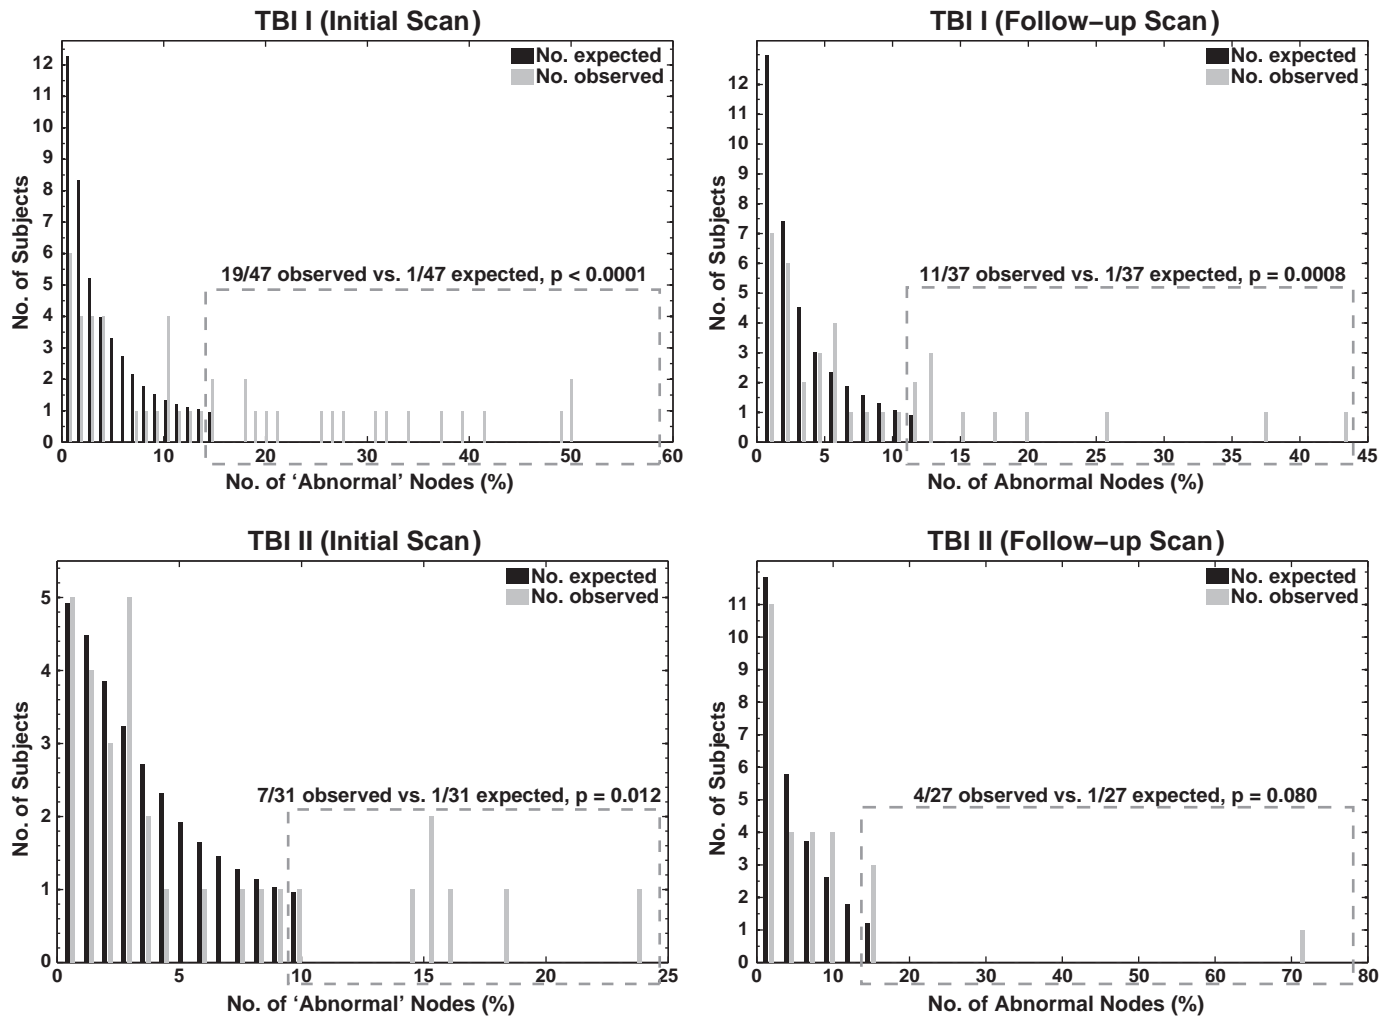 TBI I (Initial Scan)
No. expected
No. observed
12
11
10
9
8
7
6
5
4
3
2
1
0
No. of Subjects
19/47 observed vs. 1/47 expected, p < 0.0001
0 10 20 30 40 50 60
No. of ‘Abnormal’ Nodes (%)
TBI I (Follow−up Scan)
No. expected
No. observed
12
11
10
9
8
7
6
5
4
3
2
1
0
No. of Subjects
11/37 observed vs. 1/37 expected, p = 0.0008
0 5 10 15 20 25 30 35 40 45
No. of Abnormal Nodes (%)
TBI II (Initial Scan)
No. expected
No. observed
5
4
3
2
1
0
No. of Subjects
7/31 observed vs. 1/31 expected, p = 0.012
0 5 10 15 20 25
No. of ‘Abnormal’ Nodes (%)
TBI II (Follow−up Scan)
No. expected
No. observed
11
10
9
8
7
6
5
4
3
2
1
0
No. of Subjects
4/27 observed vs. 1/27 expected, p = 0.080
0 10 20 30 40 50 60 70 80
No. of Abnormal Nodes (%)